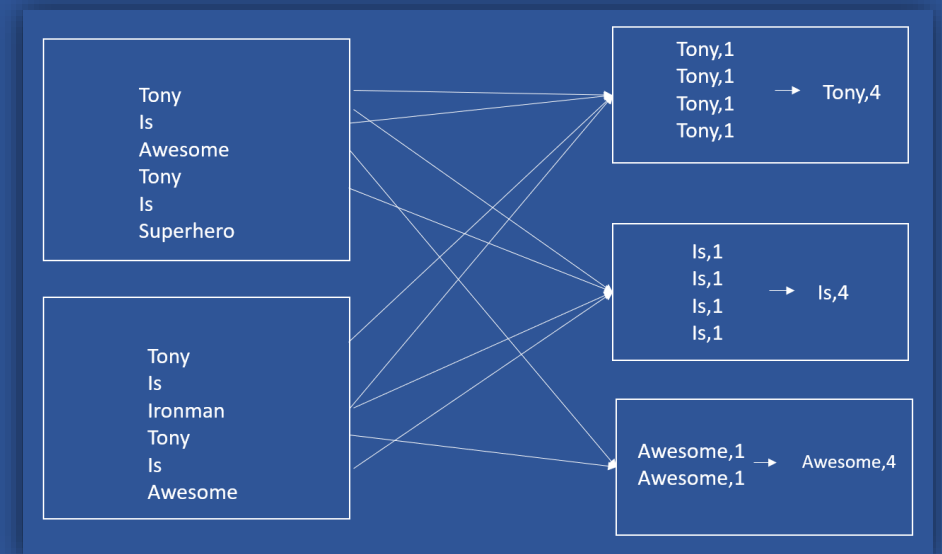 Tony
Is
Awesome
Tony
Is
Superhero
Tony
Is
Ironman
Tony
Is
Awesome
Tony,1
Tony,1
Tony,1
Tony,1
Tony,4
Is,1
Is,1
Is,1
Is,1
Is,4
Awesome,1
Awesome,1
Awesome,4